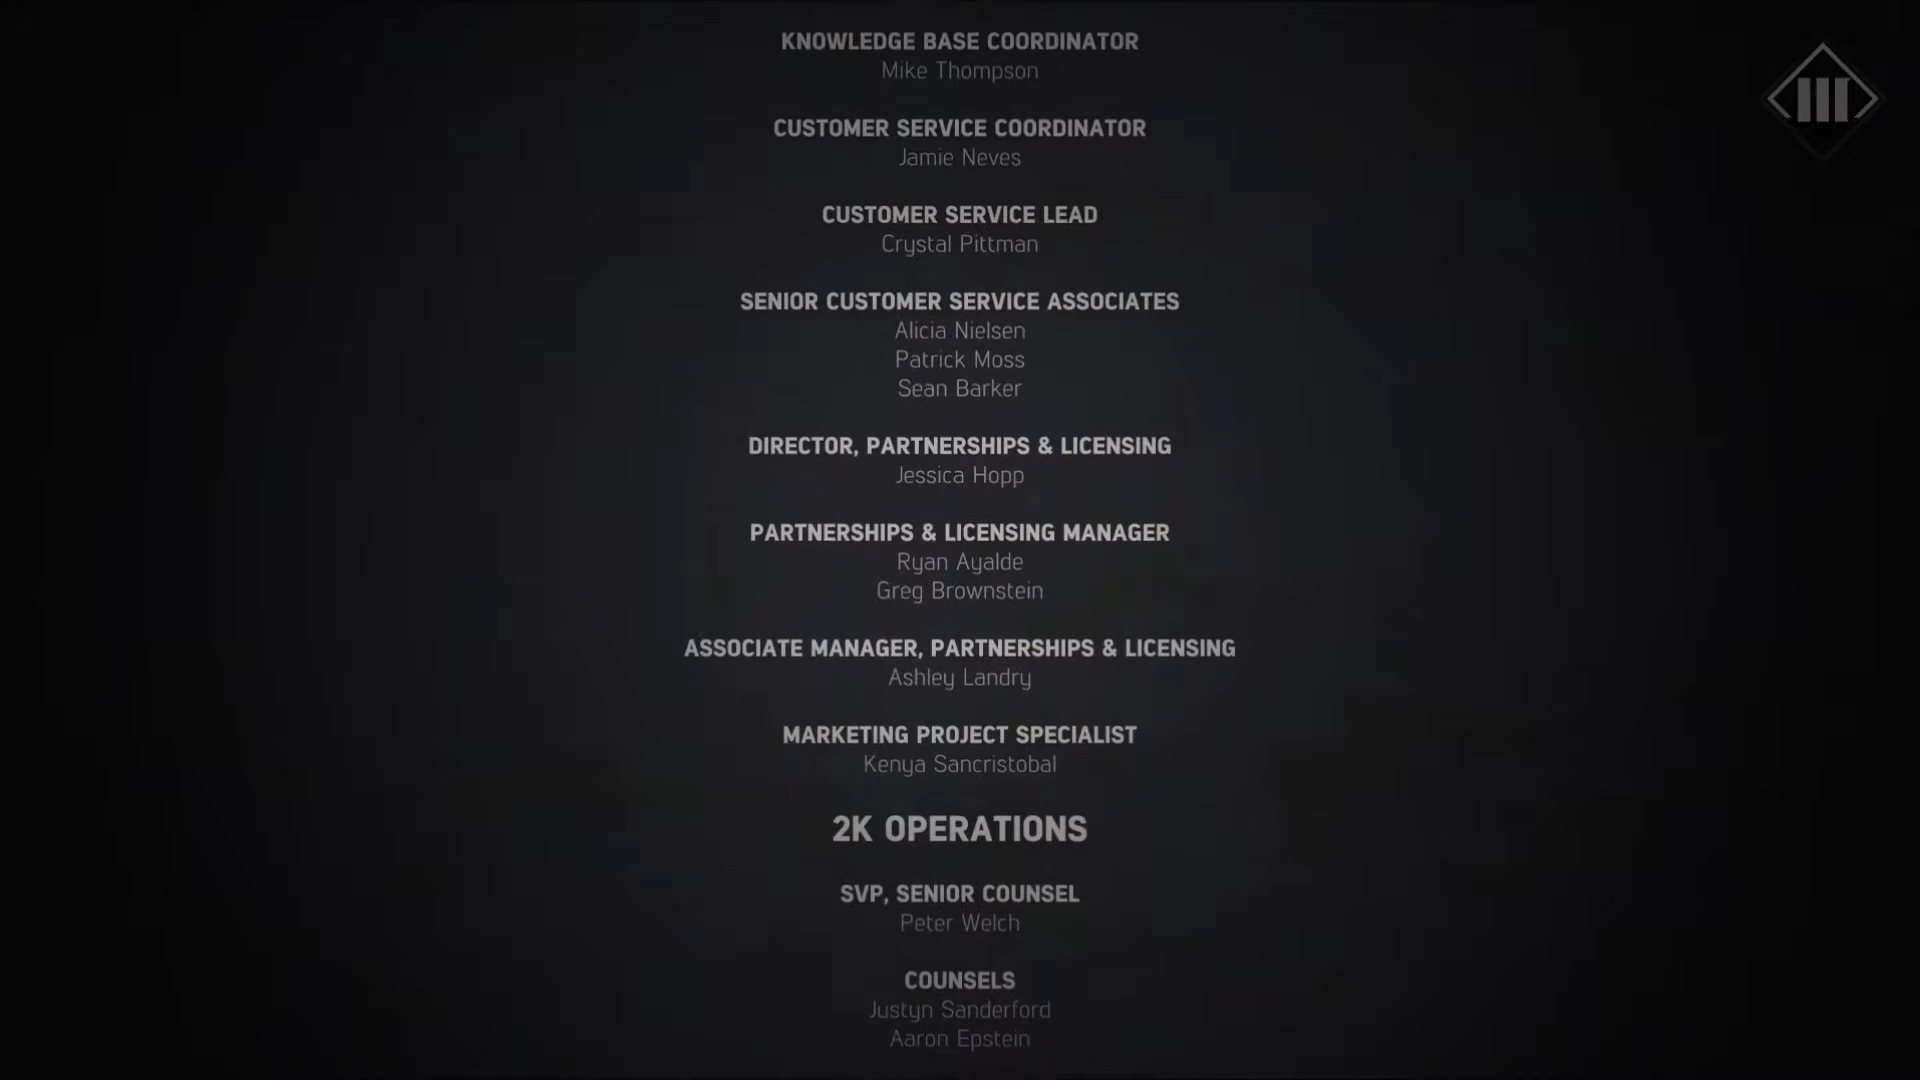 KNOWLEDGE BASE COORDINATOR
Mike Thompson
CUSTOMER SERVICE COORDINATOR
Jamie Neves
CUSTOMER SERVICE LEAD
Crystal Pittman
SENIOR CUSTOMER SERVICE ASSOCIATES
Alicia Nielsen
Patrick Moss
Sean Barker
DIRECTOR, PARTNERSHIPS & LICENSING
Jessica Hopp
PARTNERSHIPS & LICENSING MANAGER
Ryan Ayalde
Greg Brownstein
ASSOCIATE MANAGER, PARTNERSHIPS & LICENSING
Ashley Landry
MARKETING PROJECT SPECIALIST
Kenya Sancristobal
2K OPERATIONS
SVP, SENIOR COUNSEL
Peter Welch
COUNSELS
Justyn Sanderford
Aaron Epstein